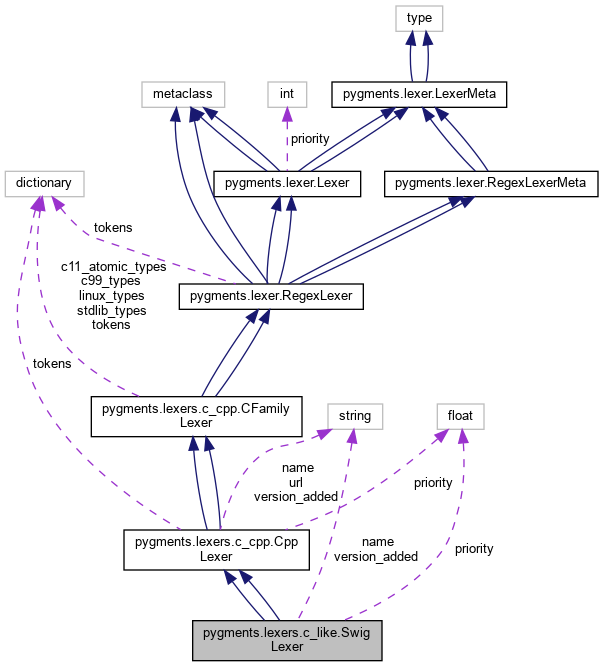 type
metaclass
int
pygments.lexer.LexerMeta
priority
dictionary
pygments.lexer.Lexer
pygments.lexer.RegexLexerMeta
tokens
c11_atomic_types
c99_types
linux_types
stdlib_types
tokens
pygments.lexer.RegexLexer
tokens
pygments.lexers.c_cpp.CFamily
Lexer
string
float
name
url
version_added
priority
pygments.lexers.c_cpp.Cpp
Lexer
name
version_added
priority
pygments.lexers.c_like.Swig
Lexer